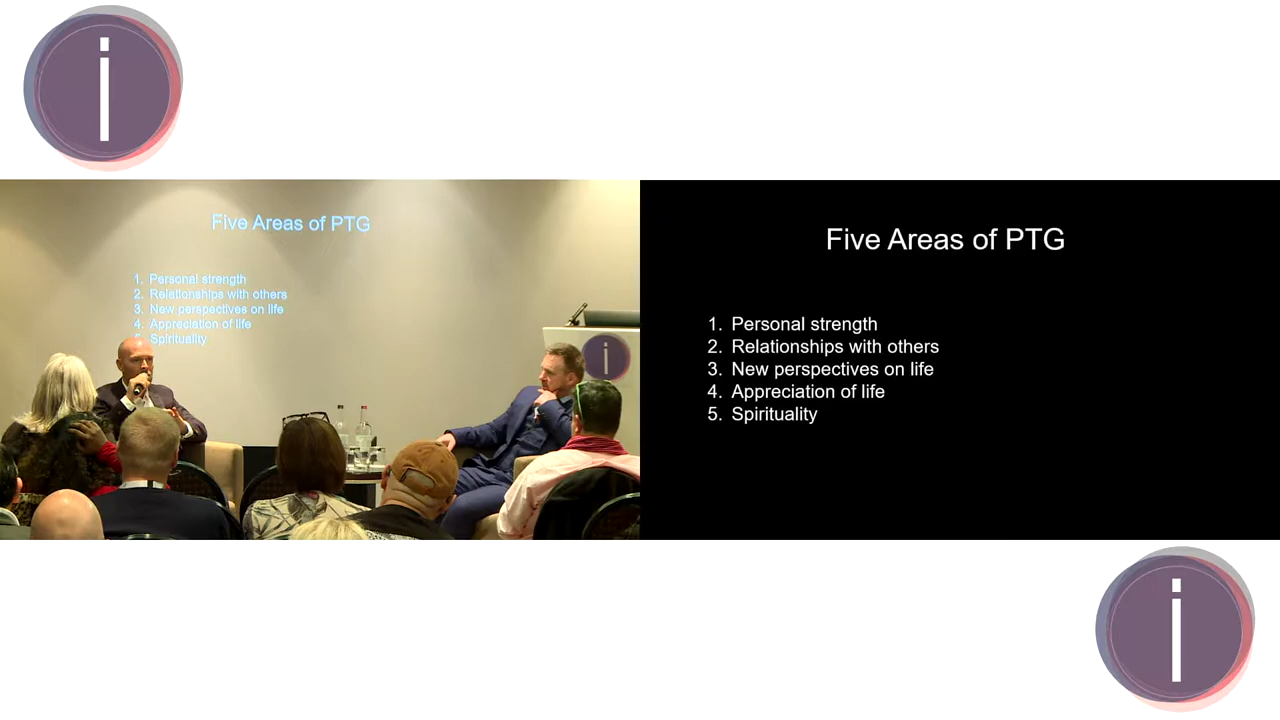 i
Five Areas of PTG
1. Personal strength
2. Relationships with others
3. New perspectives on life
4. Appreciation of life
5. Spirituality
i
Five Areas of PTG
1. Personal strength
2. Relationships with others
3. New perspectives on life
4. Appreciation of life
5. Spirituality
i